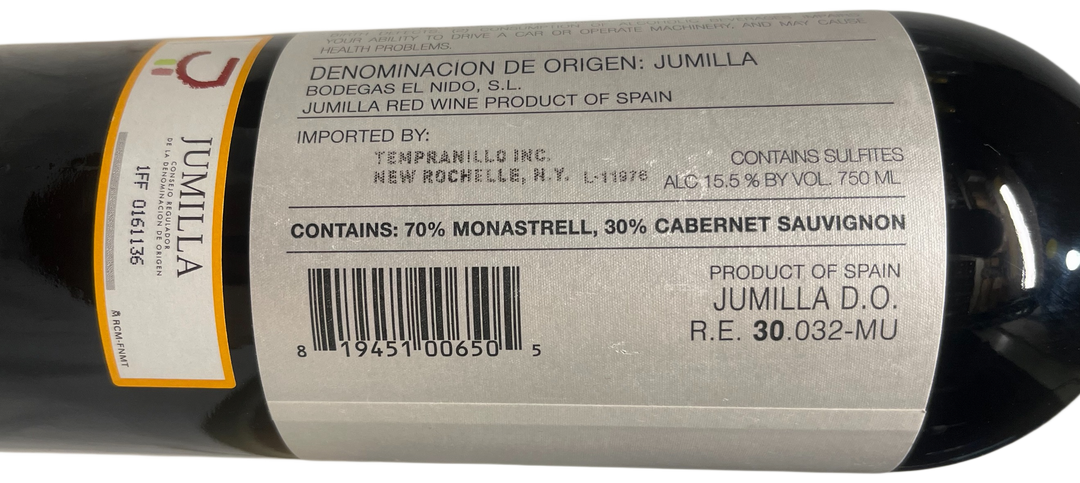 YOUR ABILITY TO DRIVE A CAR OR OPERATE MACHINERY, AND MAY CAUSE
HEALTH PROBLEMS.
DENOMINACION DE ORIGEN: JUMILLA
BODEGAS EL NIDO, S.L.
JUMILLA RED WINE PRODUCT OF SPAIN
IMPORTED BY:
TEMPRANILLO INC.
NEW ROCHELLE, N.Y. L-11976
CONTAINS SULFITES
ALC 15.5 % BY VOL. 750 ML
CONTAINS: 70% MONASTRELL, 30% CABERNET SAUVIGNON
8 19451 00650 5
PRODUCT OF SPAIN
JUMILLA D.O.
R.E. 30.032-MU
JUMILLA
CONSEJO REGULADOR
DE LA DENOMINACIÓN DE ORIGEN
1FF 0161136
RCM-FNMT